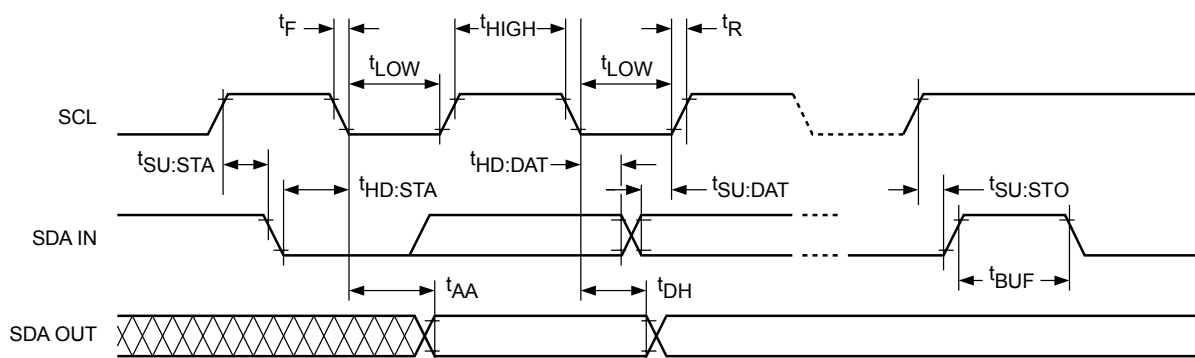 tF
tHIGH
tR
tLOW
tLOW
SCL
tSU:STA
tHD:STA
tHD:DAT
tSU:DAT
tSU:STO
SDA IN
tAA
tDH
tBUF
SDA OUT